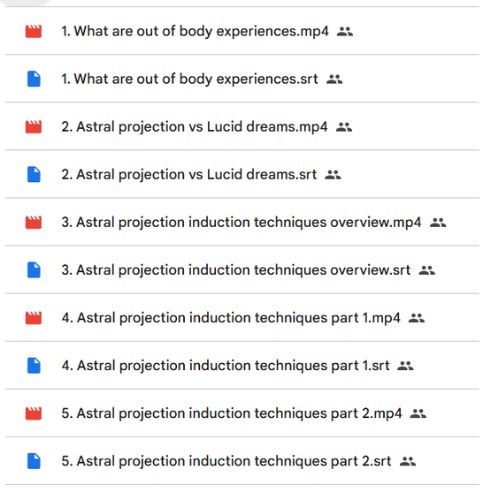 1. What are out of body experiences.mp4
1. What are out of body experiences.srt
2. Astral projection vs Lucid dreams.mp4
2. Astral projection vs Lucid dreams.srt
3. Astral projection induction techniques overview.mp4
3. Astral projection induction techniques overview.srt
4. Astral projection induction techniques part 1.mp4
4. Astral projection induction techniques part 1.srt
5. Astral projection induction techniques part 2.mp4
5. Astral projection induction techniques part 2.srt